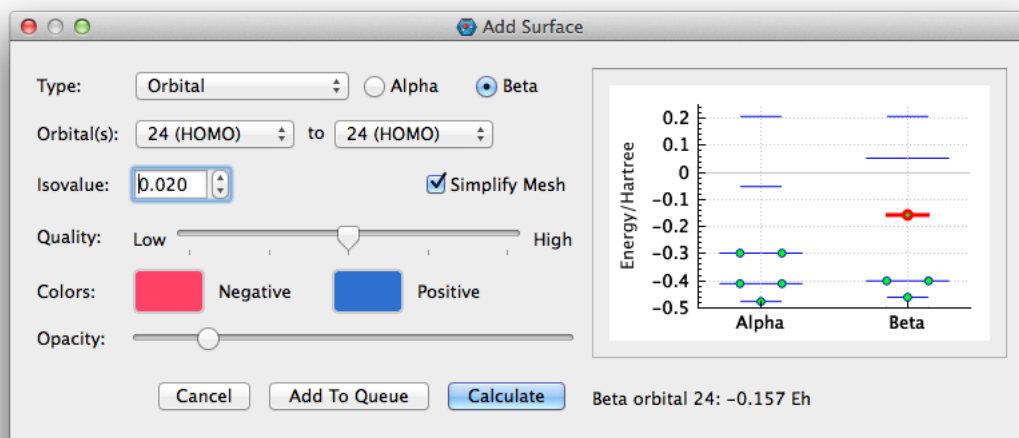 Add Surface
Type: Orbital Alpha Beta
Orbital(s): 24 (HOMO) to 24 (HOMO)
Isovalue: 0.020 Simplify Mesh
Quality: Low High
Colors: Negative Positive
Opacity:
Cancel Add To Queue Calculate
Energy/Hartree
0.2
0.1
0
−0.1
−0.2
−0.3
−0.4
−0.5
Alpha Beta
Beta orbital 24: −0.157 Eh